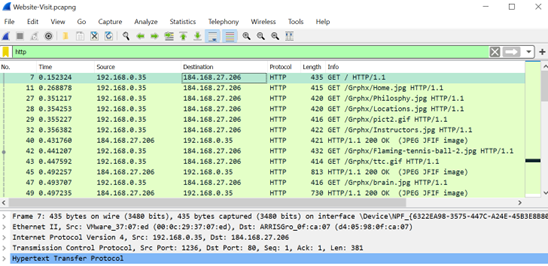 Website-Visit.pcapng
File Edit View Go Capture Analyze Statistics Telephony Wireless Tools Help
http
No. Time Source Destination Protocol Length Info
7 0.152324 192.168.0.35 184.168.27.206 HTTP 435 GET / HTTP/1.1
11 0.268878 192.168.0.35 184.168.27.206 HTTP 415 GET /Grphx/Home.jpg HTTP/1.1
27 0.351217 192.168.0.35 184.168.27.206 HTTP 420 GET /Grphx/Philosphy.jpg HTTP/1.1
28 0.354253 192.168.0.35 184.168.27.206 HTTP 420 GET /Grphx/Locations.jpg HTTP/1.1
29 0.355227 192.168.0.35 184.168.27.206 HTTP 416 GET /Grphx/pict2.gif HTTP/1.1
32 0.356382 192.168.0.35 184.168.27.206 HTTP 422 GET /Grphx/Instructors.jpg HTTP/1.1
40 0.431760 184.168.27.206 192.168.0.35 HTTP 421 HTTP/1.1 200 OK (JPEG JFIF image)
42 0.441207 192.168.0.35 184.168.27.206 HTTP 432 GET /Grphx/Flaming-tennis-ball-2.jpg HTTP/1.1
43 0.447592 192.168.0.35 184.168.27.206 HTTP 414 GET /Grphx/ttc.gif HTTP/1.1
45 0.492257 184.168.27.206 192.168.0.35 HTTP 813 HTTP/1.1 200 OK (JPEG JFIF image)
47 0.493707 192.168.0.35 184.168.27.206 HTTP 416 GET /Grphx/brain.jpg HTTP/1.1
49 0.497235 184.168.27.206 192.168.0.35 HTTP 730 HTTP/1.1 200 OK (JPEG JFIF image)
Frame 7: 435 bytes on wire (3480 bits), 435 bytes captured (3480 bits) on interface \Device\NPF_{6322EA98-3575-447C-A24E-45B3E8BB0
Ethernet II, Src: VMware_37:07:ed (00:0c:29:37:07:ed), Dst: ARRISGro_0f:ca:07 (d4:05:98:0f:ca:07)
Internet Protocol Version 4, Src: 192.168.0.35, Dst: 184.168.27.206
Transmission Control Protocol, Src Port: 1236, Dst Port: 80, Seq: 1, Ack: 1, Len: 381
Hypertext Transfer Protocol